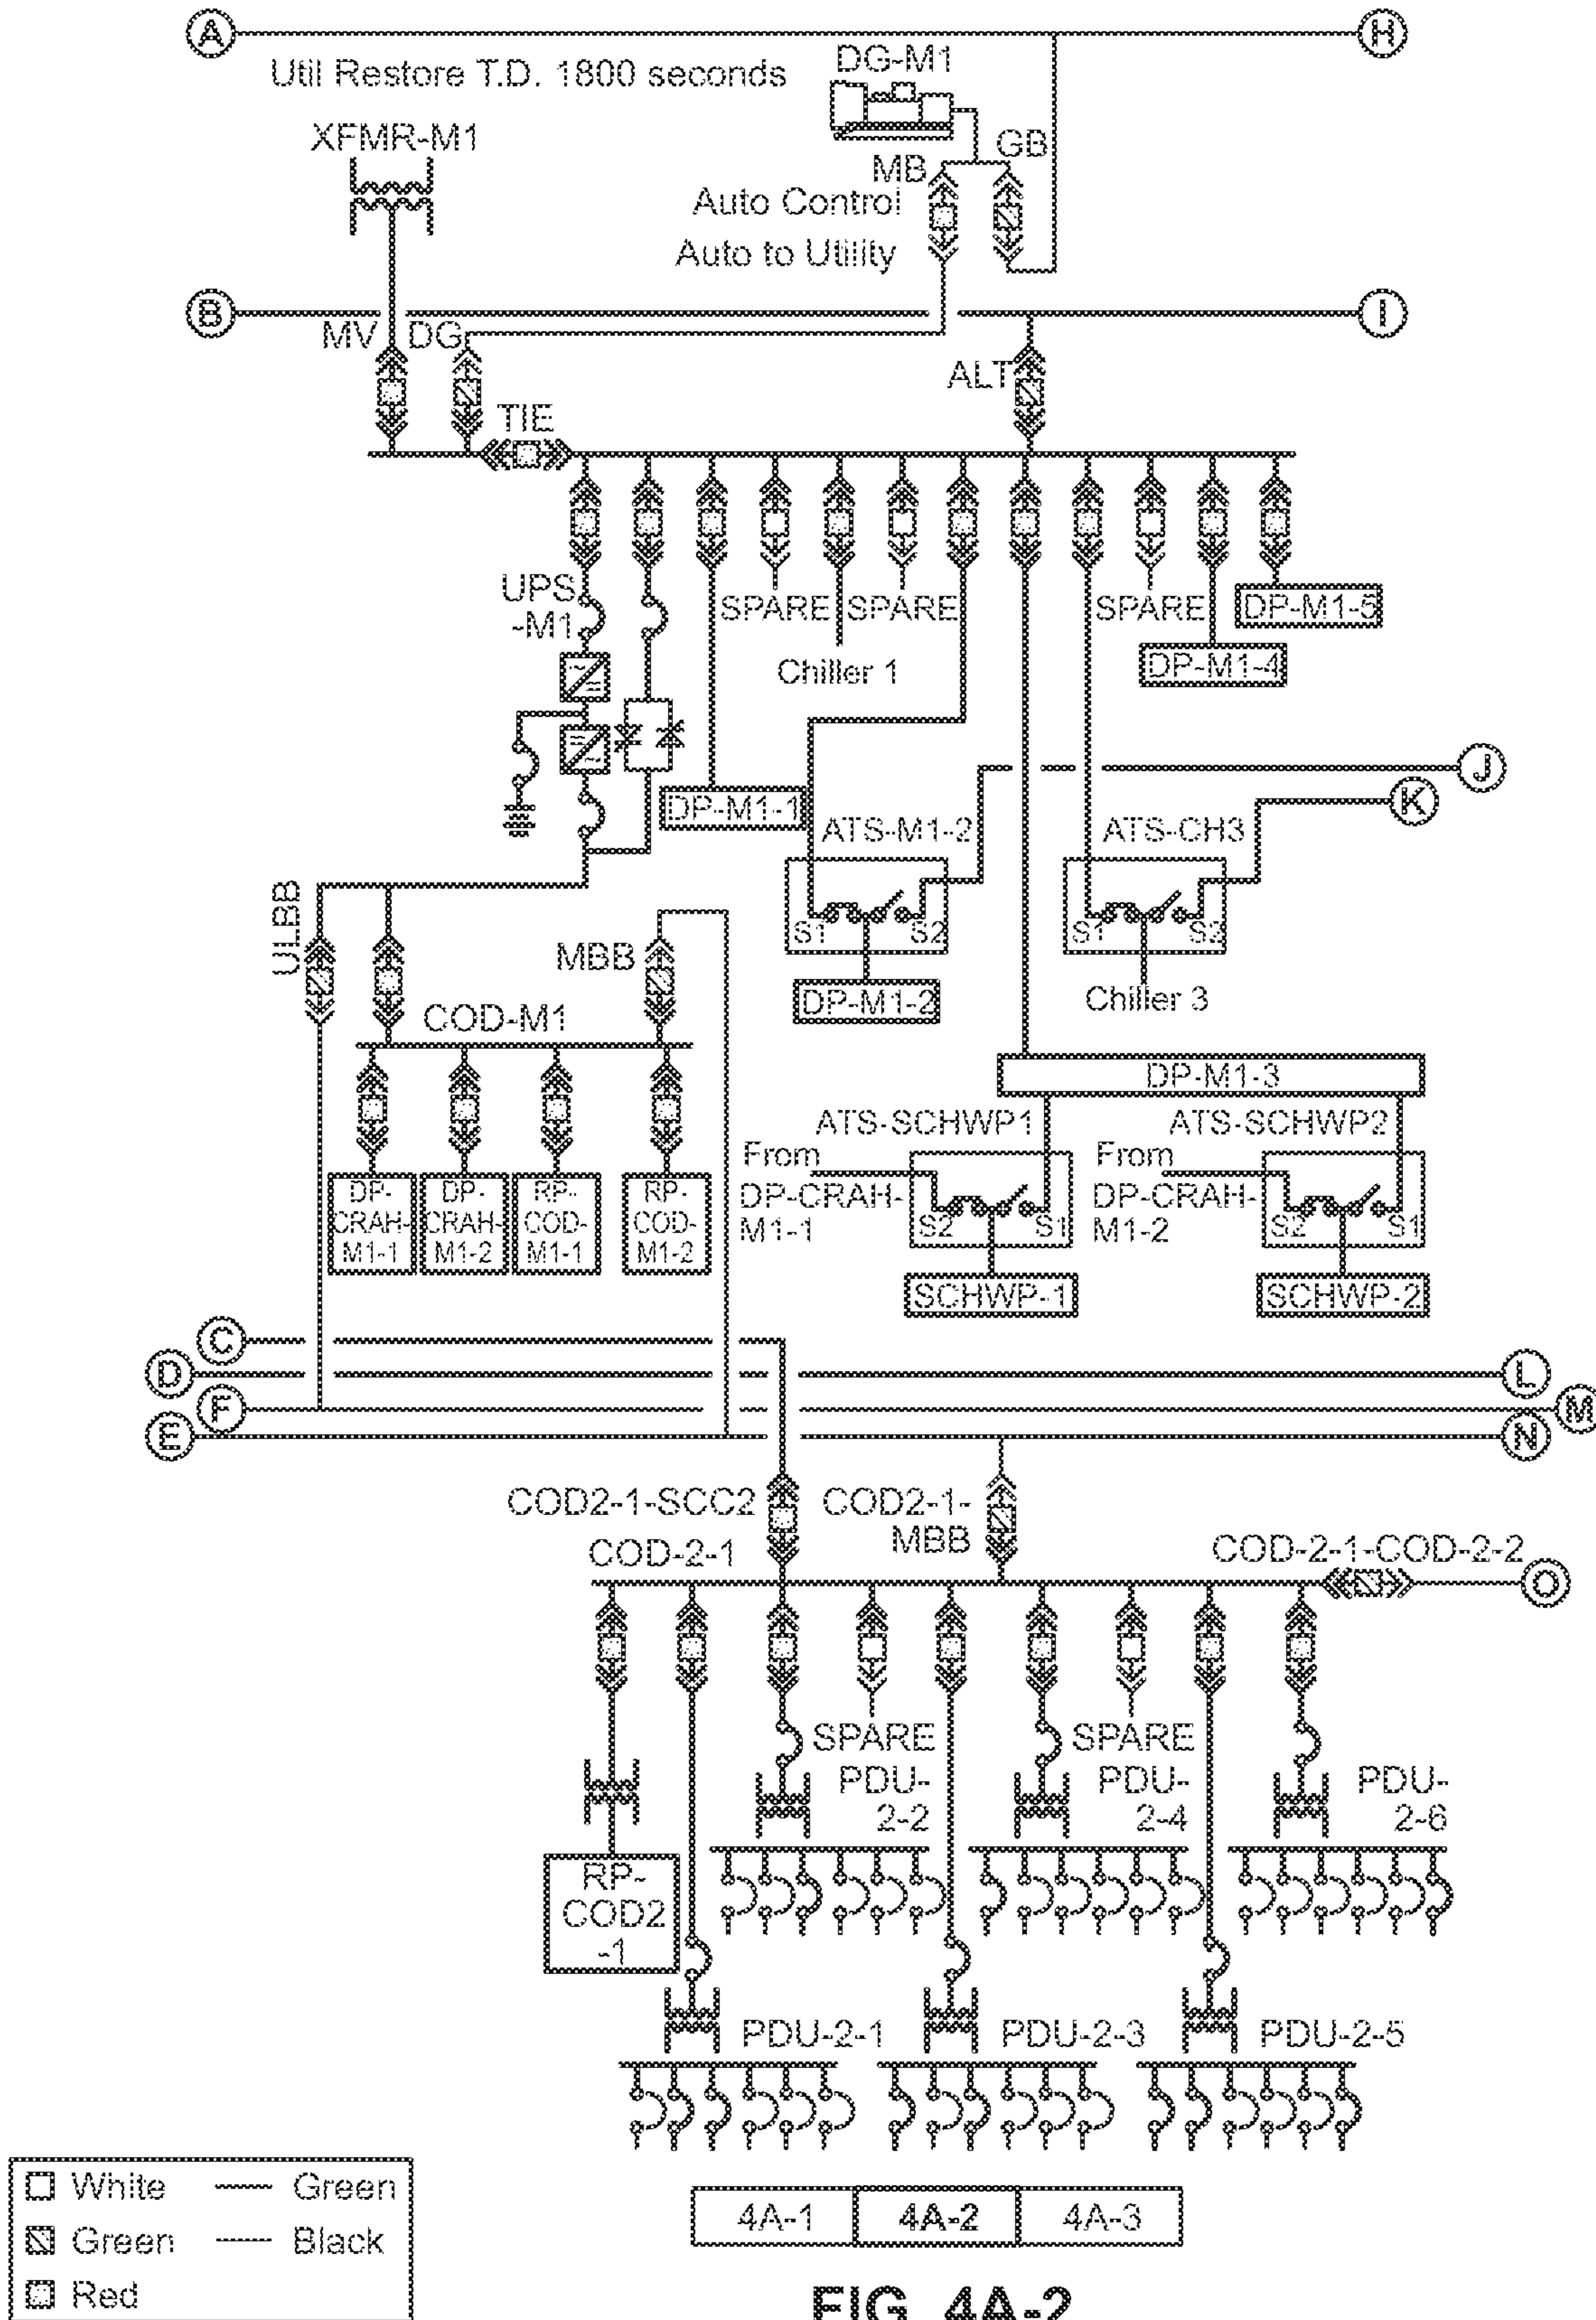 A
H
Util Restore T.D. 1800 seconds
DG-M1
XFMR-M1
GB
MB
Auto Control
Auto to Utility
B
I
MV
DG
ALT
TIE
UPS
-M1
SPARE
SPARE
SPARE
DP-M1-5
Chiller 1
DP-M1-4
J
DP-M1-1
K
ATS-M1-2
ATS-CH3
ULBB
S1
S2
S1
S2
MBB
DP-M1-2
Chiller 3
COD-M1
DP-M1-3
ATS-SCHWP1
ATS-SCHWP2
From
DP-CRAH-
M1-1
From
DP-CRAH-
M1-2
DP-
CRAH-
M1-1
DP-
CRAH-
M1-2
RP-
COD-
M1-1
RP-
COD-
M1-2
S2
S1
S2
S1
SCHWP-1
SCHWP-2
C
D
L
F
M
E
N
COD2-1-SCC2
COD2-1-
MBB
COD-2-1
COD-2-1-COD-2-2
O
SPARE
SPARE
PDU-
2-2
PDU-
2-4
PDU-
2-6
RP-
COD2
-1
PDU-2-1
PDU-2-3
PDU-2-5
White
Green
Green
Black
Red
4A-1
4A-2
4A-3
FIG. 4A-2